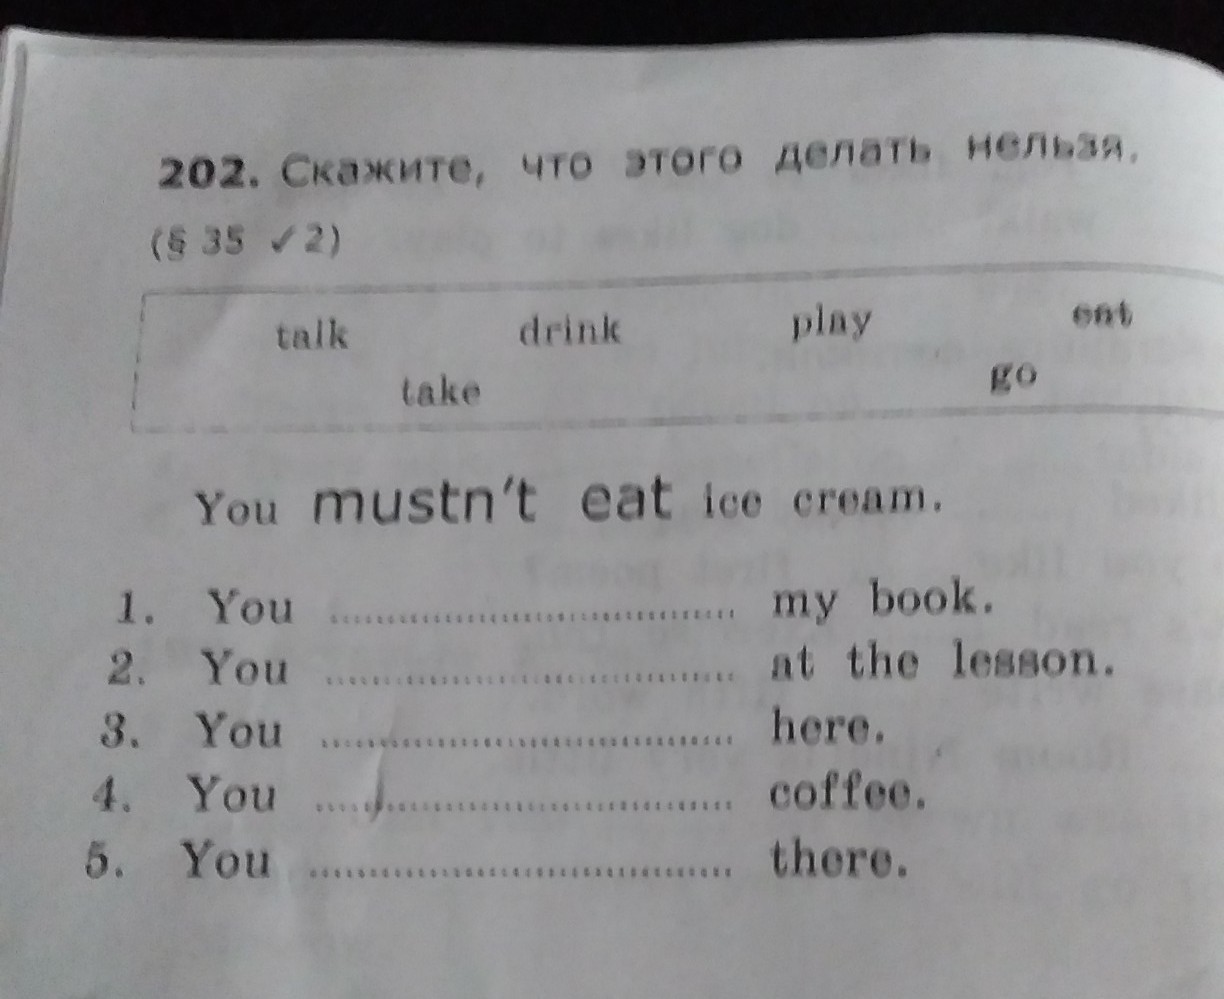 202. Скажите, что этого делать нельзя.
(§ 35 ✓ 2)
talk drink play eat
take go
You mustn't eat ice cream.
1. You .................................... my book.
2. You .................................... at the lesson.
3. You .................................... here.
4. You .................................... coffee.
5. You .................................... there.